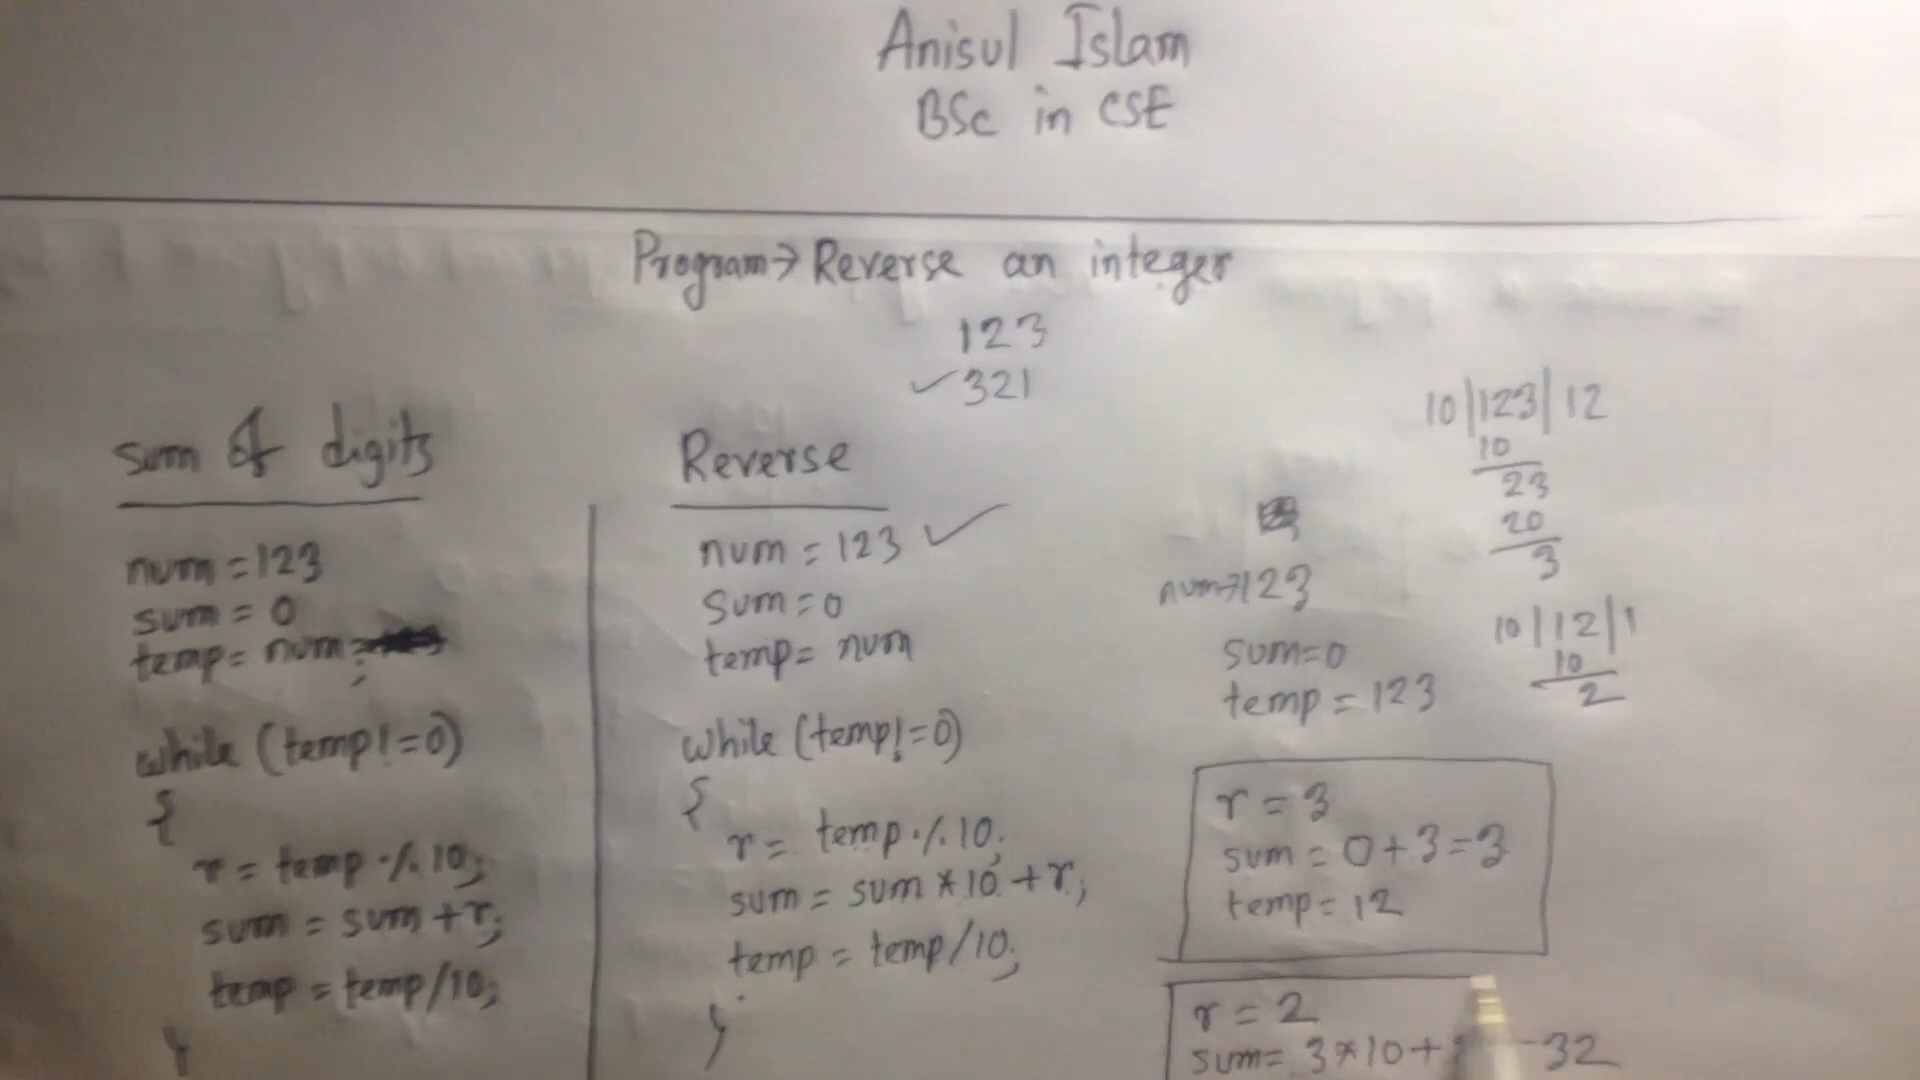 Anisul Islam
BSc in CSE
Program→ Reverse an integer
123
✓321
sum of digits
num = 123
sum = 0
temp = num;
while (temp! = 0)
{
r = temp % 10;
sum = sum + r;
temp = temp/10;
}
Reverse
num = 123 ✓
sum = 0
temp = num
while (temp! = 0)
{
r = temp % 10;
sum = sum * 10 + r;
temp = temp/10;
}
10|123|12
10
23
20
3
num→123
sum=0
temp = 123
10|12|1
10
2
r = 3
sum = 0+3=3
temp = 12
r = 2
sum= 3*10+ 32